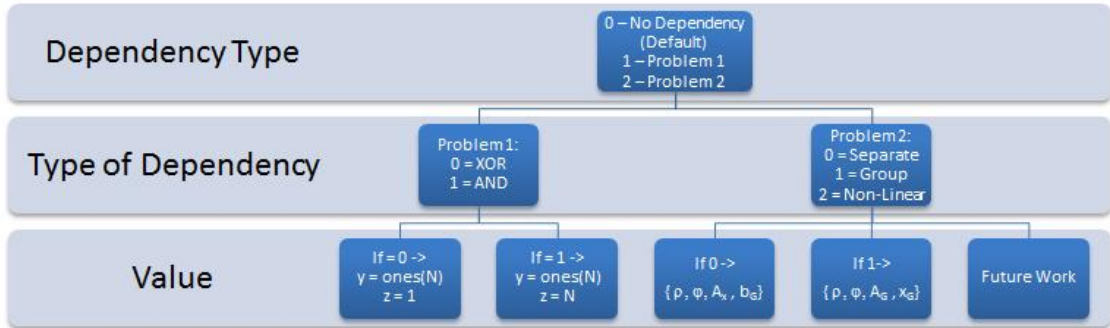 Dependency Type
0 – No Dependency
(Default)
1 – Problem 1
2 – Problem 2
Type of Dependency
Problem 1:
0 = XOR
1 = AND
Problem 2:
0 = Separate
1 = Group
2 = Non-Linear
Value
If = 0 ->
y = ones(N)
z = 1
If = 1 ->
y = ones(N)
z = N
If 0->
{ ρ, φ, Aₓ , b_G}
If 1->
{ ρ, φ, A_G , x_G}
Future Work